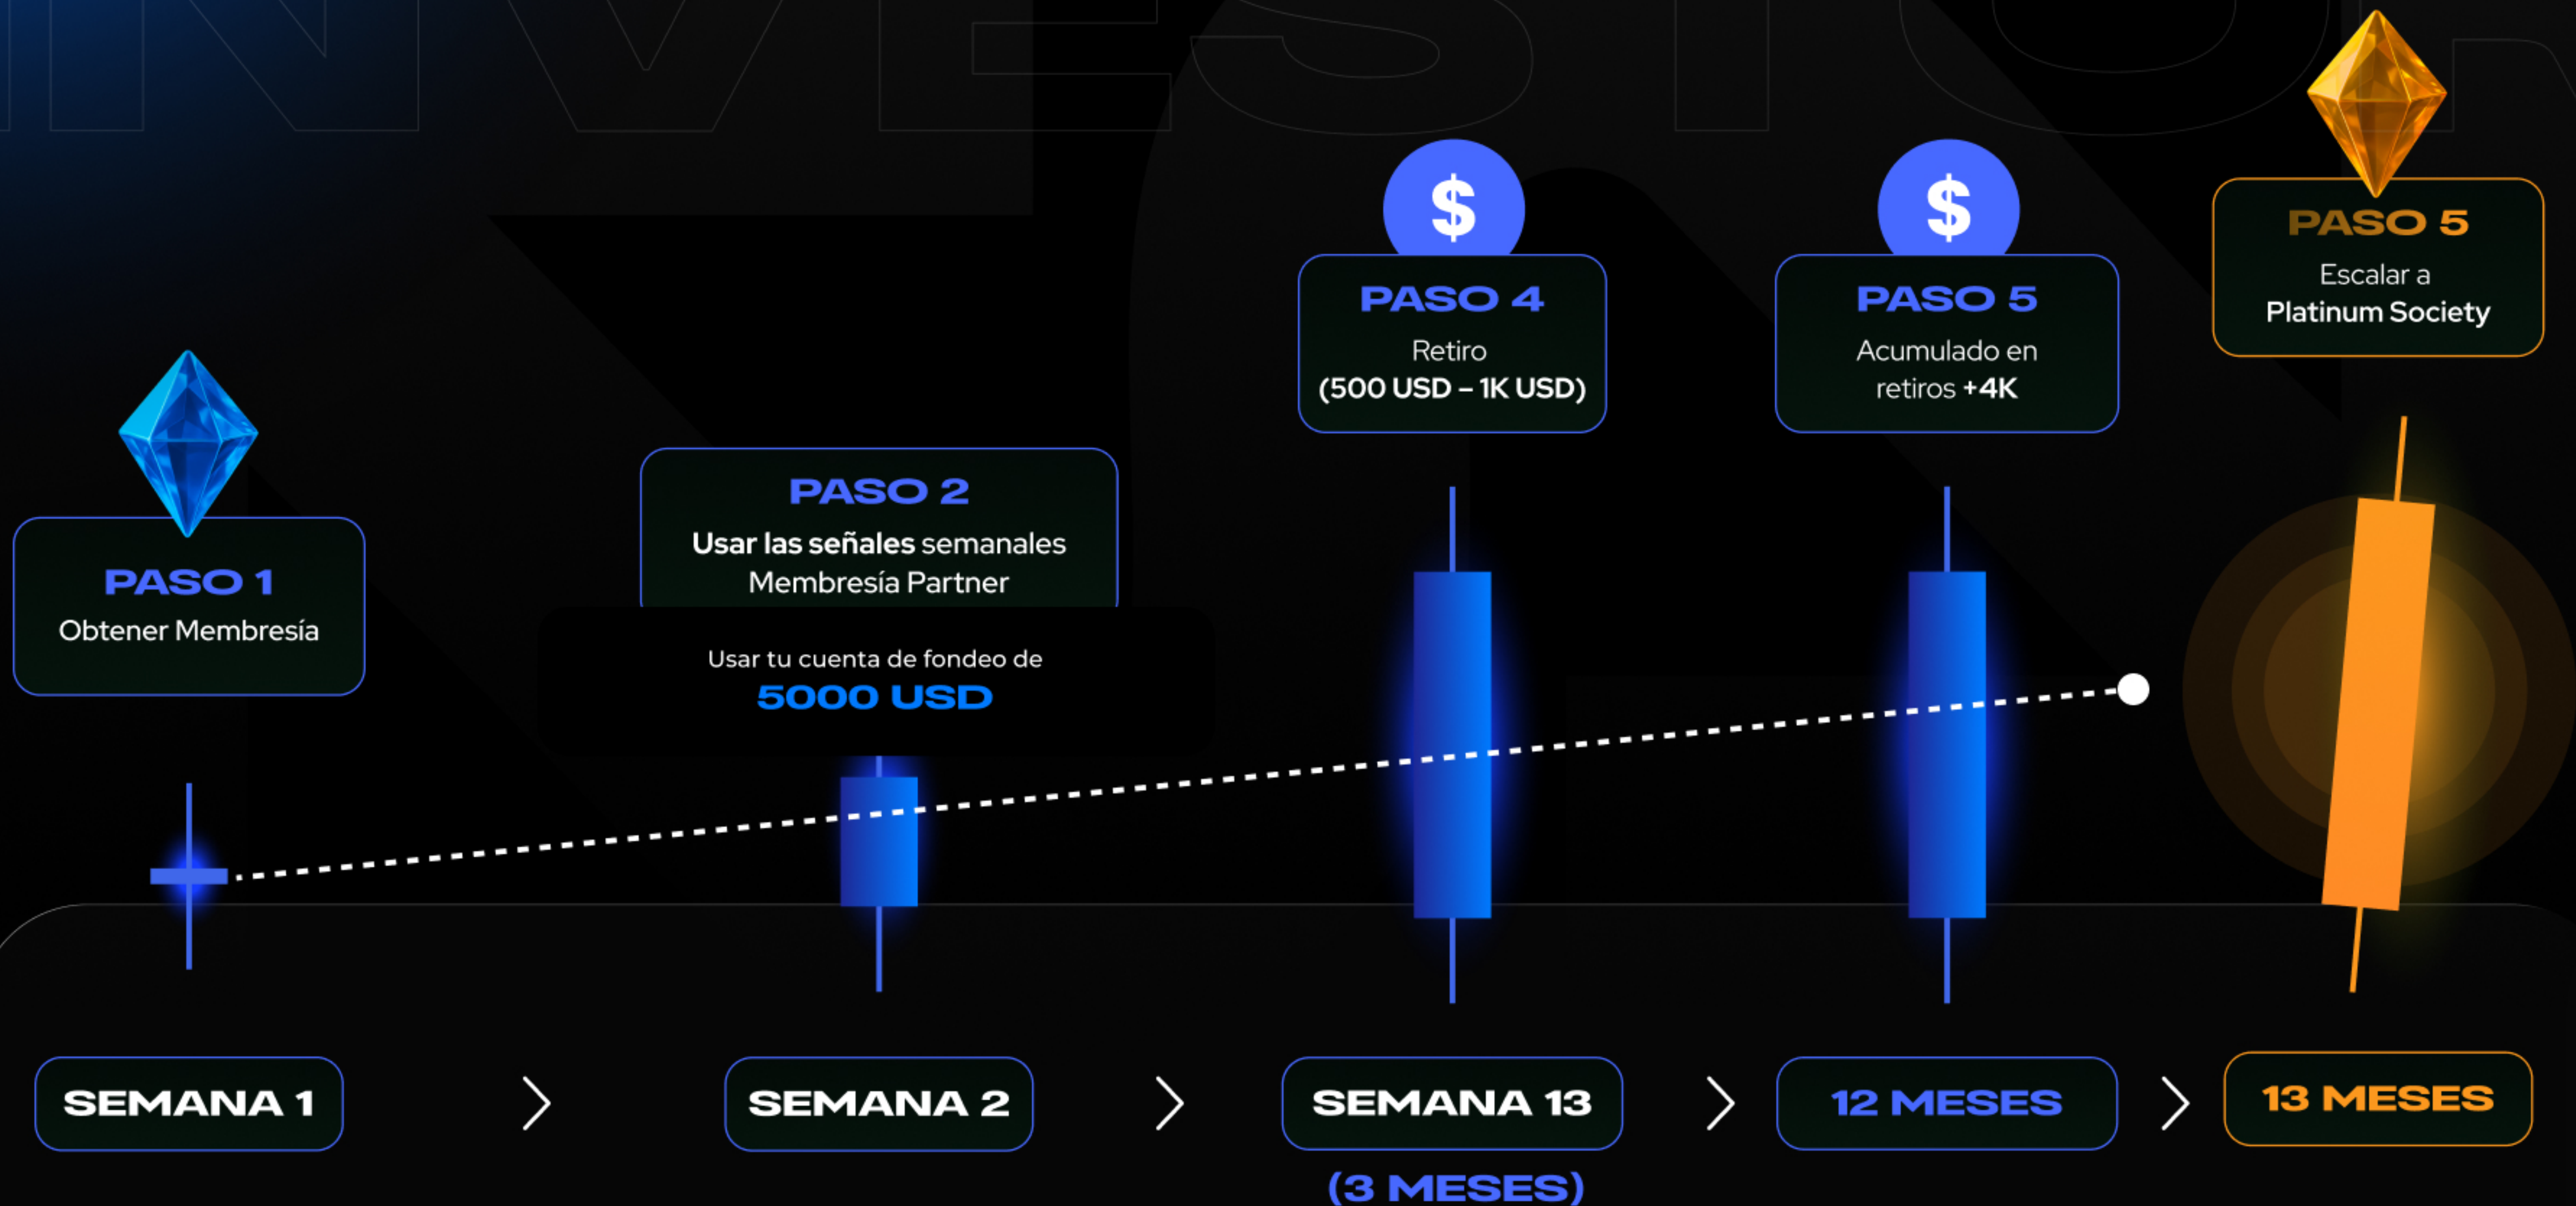 INVESTOR
$
$
PASO 5
Escalar a
Platinum Society
PASO 4
Retiro
(500 USD – 1K USD)
PASO 5
Acumulado en
retiros +4K
PASO 2
Usar las señales semanales
Membresía Partner
PASO 1
Obtener Membresía
Usar tu cuenta de fondeo de
5000 USD
SEMANA 1
SEMANA 2
SEMANA 13
12 MESES
13 MESES
(3 MESES)